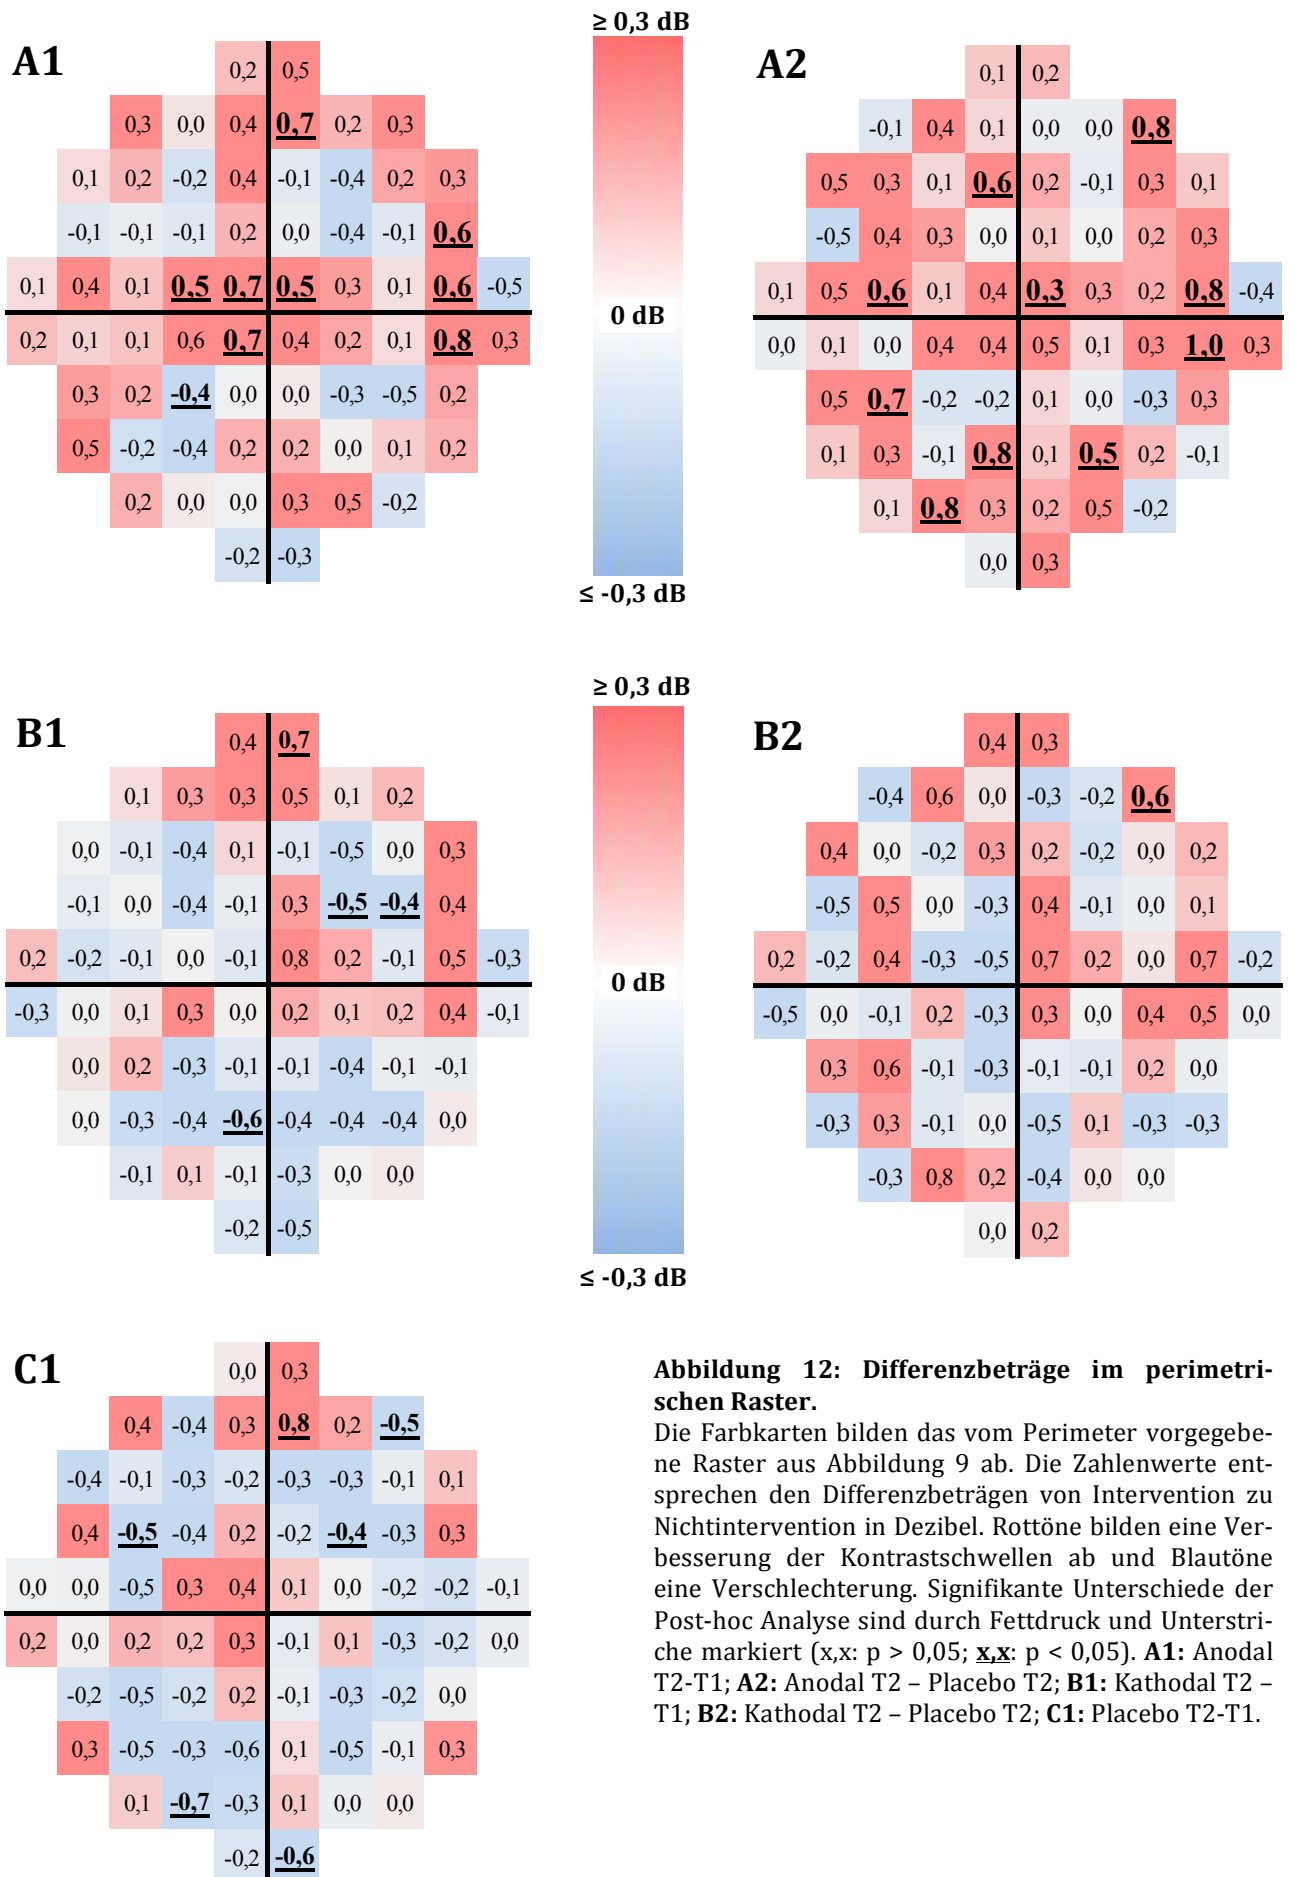 A1
0,2 0,5
0,3 0,0 0,4 0,7 0,2 0,3
0,1 0,2 -0,2 0,4 -0,1 -0,4 0,2 0,3
-0,1 -0,1 -0,1 0,2 0,0 -0,4 -0,1 0,6
0,1 0,4 0,1 0,5 0,7 0,5 0,3 0,1 0,6 -0,5
0,2 0,1 0,1 0,6 0,7 0,4 0,2 0,1 0,8 0,3
0,3 0,2 -0,4 0,0 0,0 -0,3 -0,5 0,2
0,5 -0,2 -0,4 0,2 0,2 0,0 0,1 0,2
0,2 0,0 0,0 0,3 0,5 -0,2
-0,2 -0,3
≥ 0,3 dB
0 dB
≤ -0,3 dB
A2
0,1 0,2
-0,1 0,4 0,1 0,0 0,0 0,8
0,5 0,3 0,1 0,6 0,2 -0,1 0,3 0,1
-0,5 0,4 0,3 0,0 0,1 0,0 0,2 0,3
0,1 0,5 0,6 0,1 0,4 0,3 0,3 0,2 0,8 -0,4
0,0 0,1 0,0 0,4 0,4 0,5 0,1 0,3 1,0 0,3
0,5 0,7 -0,2 -0,2 0,1 0,0 -0,3 0,3
0,1 0,3 -0,1 0,8 0,1 0,5 0,2 -0,1
0,1 0,8 0,3 0,2 0,5 -0,2
0,0 0,3
B1
0,4 0,7
0,1 0,3 0,3 0,5 0,1 0,2
0,0 -0,1 -0,4 0,1 -0,1 -0,5 0,0 0,3
-0,1 0,0 -0,4 -0,1 0,3 -0,5 -0,4 0,4
0,2 -0,2 -0,1 0,0 -0,1 0,8 0,2 -0,1 0,5 -0,3
-0,3 0,0 0,1 0,3 0,0 0,2 0,1 0,2 0,4 -0,1
0,0 0,2 -0,3 -0,1 -0,1 -0,4 -0,1 -0,1
0,0 -0,3 -0,4 -0,6 -0,4 -0,4 -0,4 0,0
-0,1 0,1 -0,1 -0,3 0,0 0,0
-0,2 -0,5
≥ 0,3 dB
0 dB
≤ -0,3 dB
B2
0,4 0,3
-0,4 0,6 0,0 -0,3 -0,2 0,6
0,4 0,0 -0,2 0,3 0,2 -0,2 0,0 0,2
-0,5 0,5 0,0 -0,3 0,4 -0,1 0,0 0,1
0,2 -0,2 0,4 -0,3 -0,5 0,7 0,2 0,0 0,7 -0,2
-0,5 0,0 -0,1 0,2 -0,3 0,3 0,0 0,4 0,5 0,0
0,3 0,6 -0,1 -0,3 -0,1 -0,1 0,2 0,0
-0,3 0,3 -0,1 0,0 -0,5 0,1 -0,3 -0,3
-0,3 0,8 0,2 -0,4 0,0 0,0
0,0 0,2
C1
0,0 0,3
0,4 -0,4 0,3 0,8 0,2 -0,5
-0,4 -0,1 -0,3 -0,2 -0,3 -0,3 -0,1 0,1
0,4 -0,5 -0,4 0,2 -0,2 -0,4 -0,3 0,3
0,0 0,0 -0,5 0,3 0,4 0,1 0,0 -0,2 -0,2 -0,1
0,2 0,0 0,2 0,2 0,3 -0,1 0,1 -0,3 -0,2 0,0
-0,2 -0,5 -0,2 0,2 -0,1 -0,3 -0,2 0,0
0,3 -0,5 -0,3 -0,6 0,1 -0,5 -0,1 0,3
0,1 -0,7 -0,3 0,1 0,0 0,0
-0,2 -0,6
Abbildung 12: Differenzbeträge im perimetri-
schen Raster.
Die Farbkarten bilden das vom Perimeter vorgegebe-
ne Raster aus Abbildung 9 ab. Die Zahlenwerte ent-
sprechen den Differenzbeträgen von Intervention zu
Nichtintervention in Dezibel. Rottöne bilden eine Ver-
besserung der Kontrastschwellen ab und Blautöne
eine Verschlechterung. Signifikante Unterschiede der
Post-hoc Analyse sind durch Fettdruck und Unterstri-
che markiert (x,x: p > 0,05; x,x: p < 0,05). A1: Anodal
T2-T1; A2: Anodal T2 – Placebo T2; B1: Kathodal T2 –
T1; B2: Kathodal T2 – Placebo T2; C1: Placebo T2-T1.